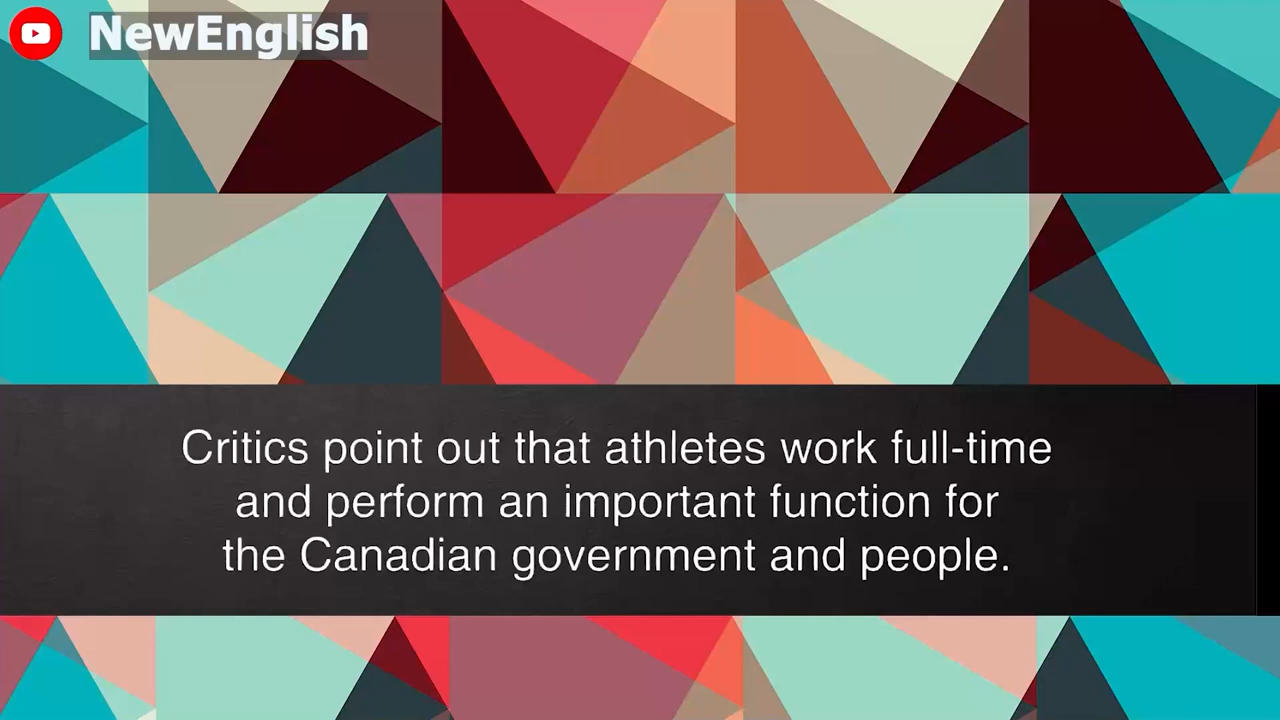 NewEnglish
Critics point out that athletes work full-time
and perform an important function for
the Canadian government and people.